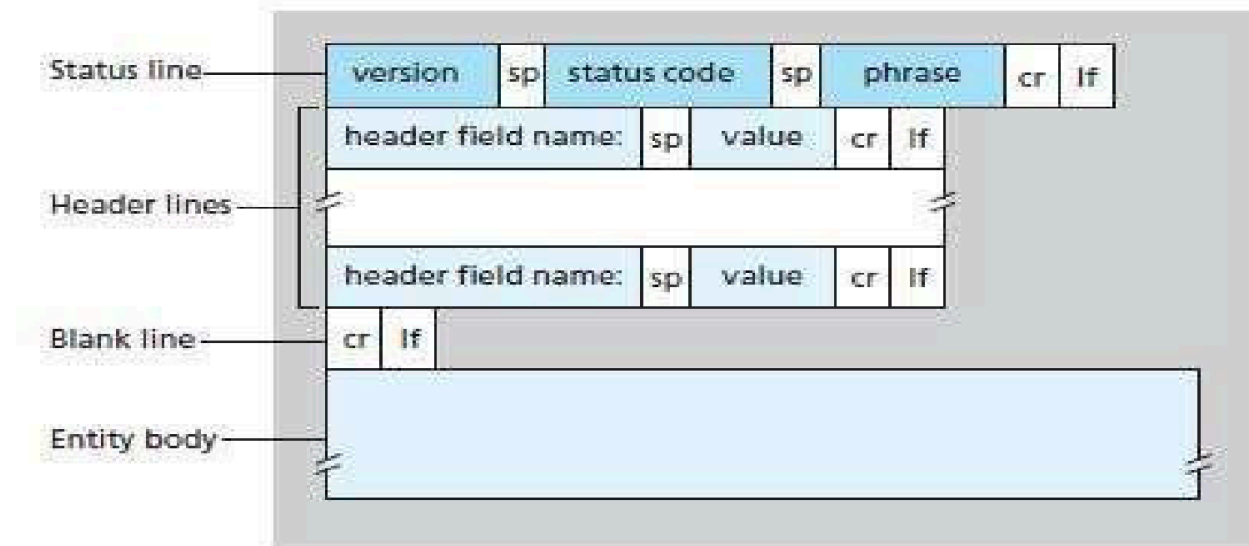 Status line version sp status code sp phrase cr lf
header field name: sp value cr lf
Header lines
header field name: sp value cr lf
Blank line cr lf
Entity body